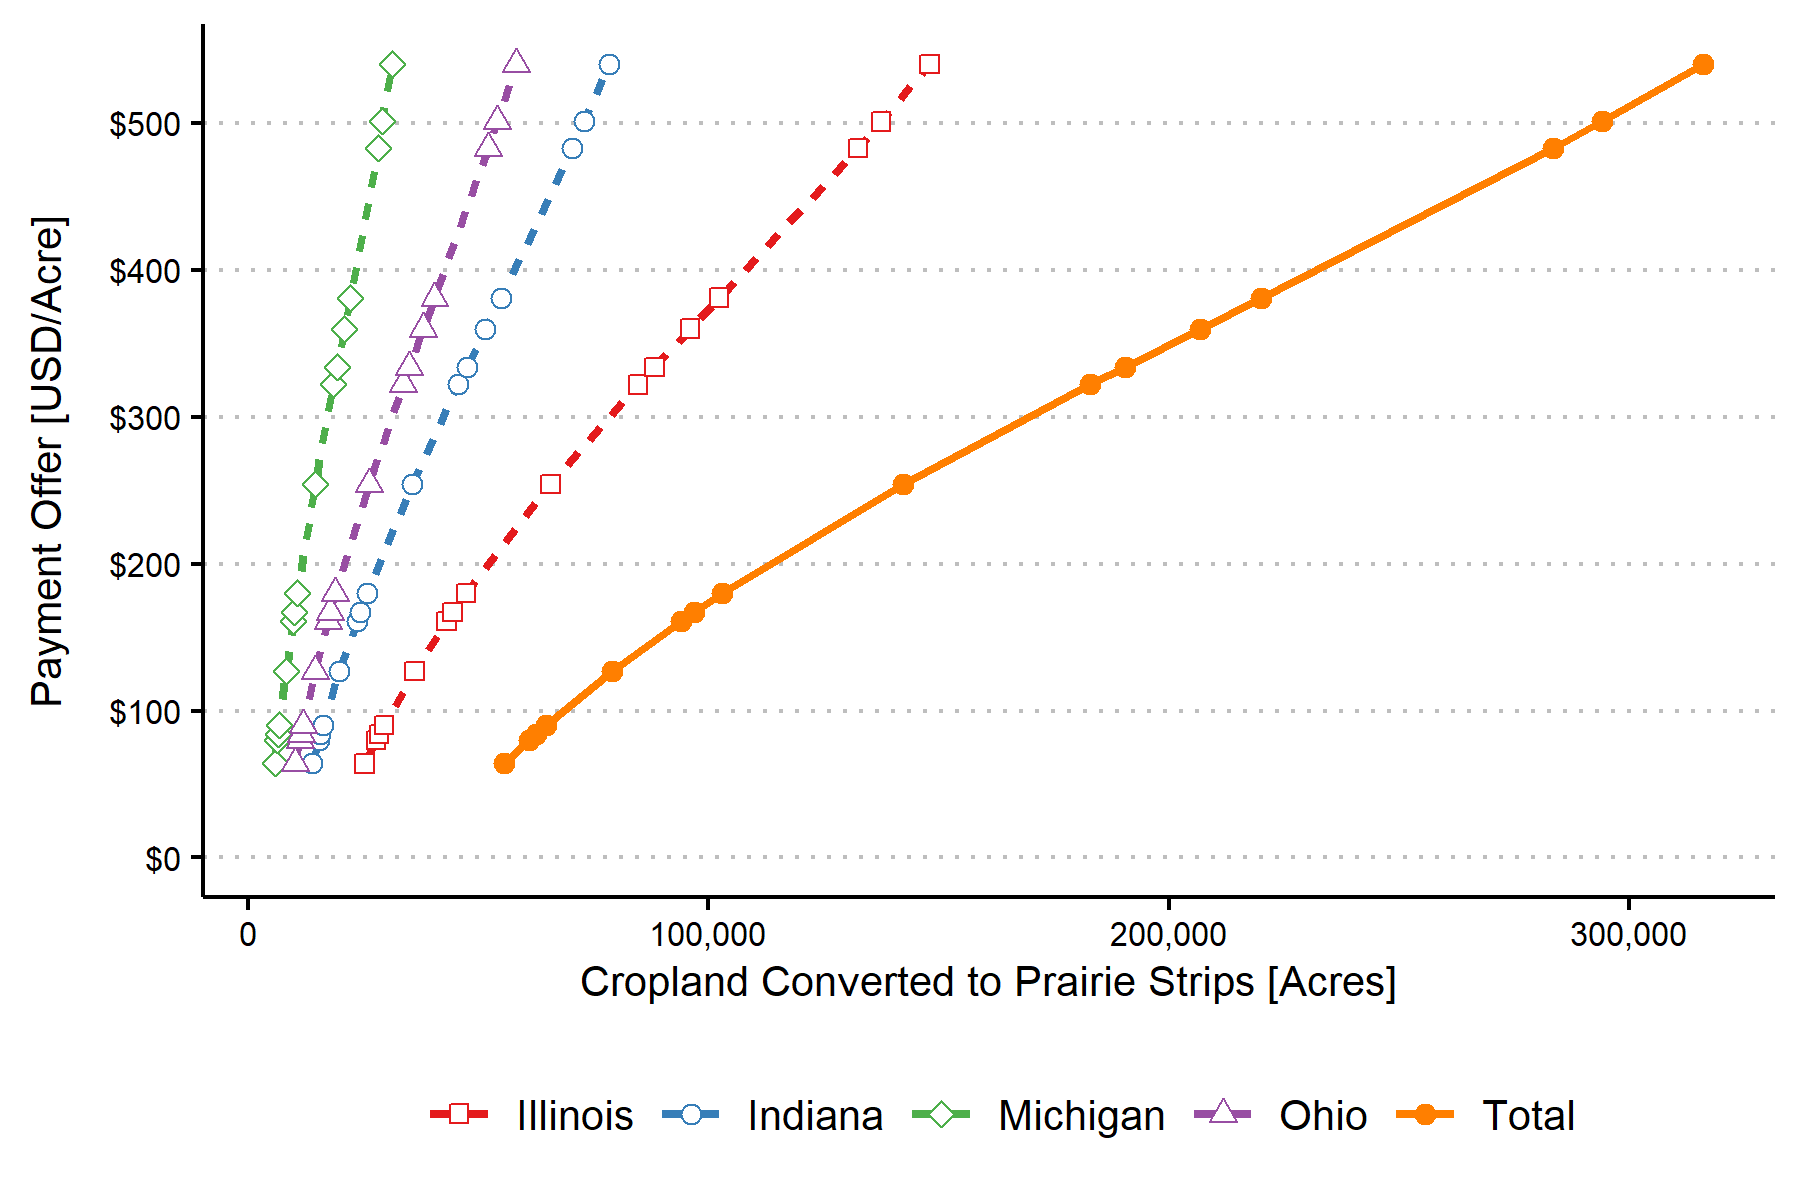 Payment Offer [USD/Acre]
$500
$400
$300
$200
$100
$0
0 100,000 200,000 300,000
Cropland Converted to Prairie Strips [Acres]
Illinois Indiana Michigan Ohio Total